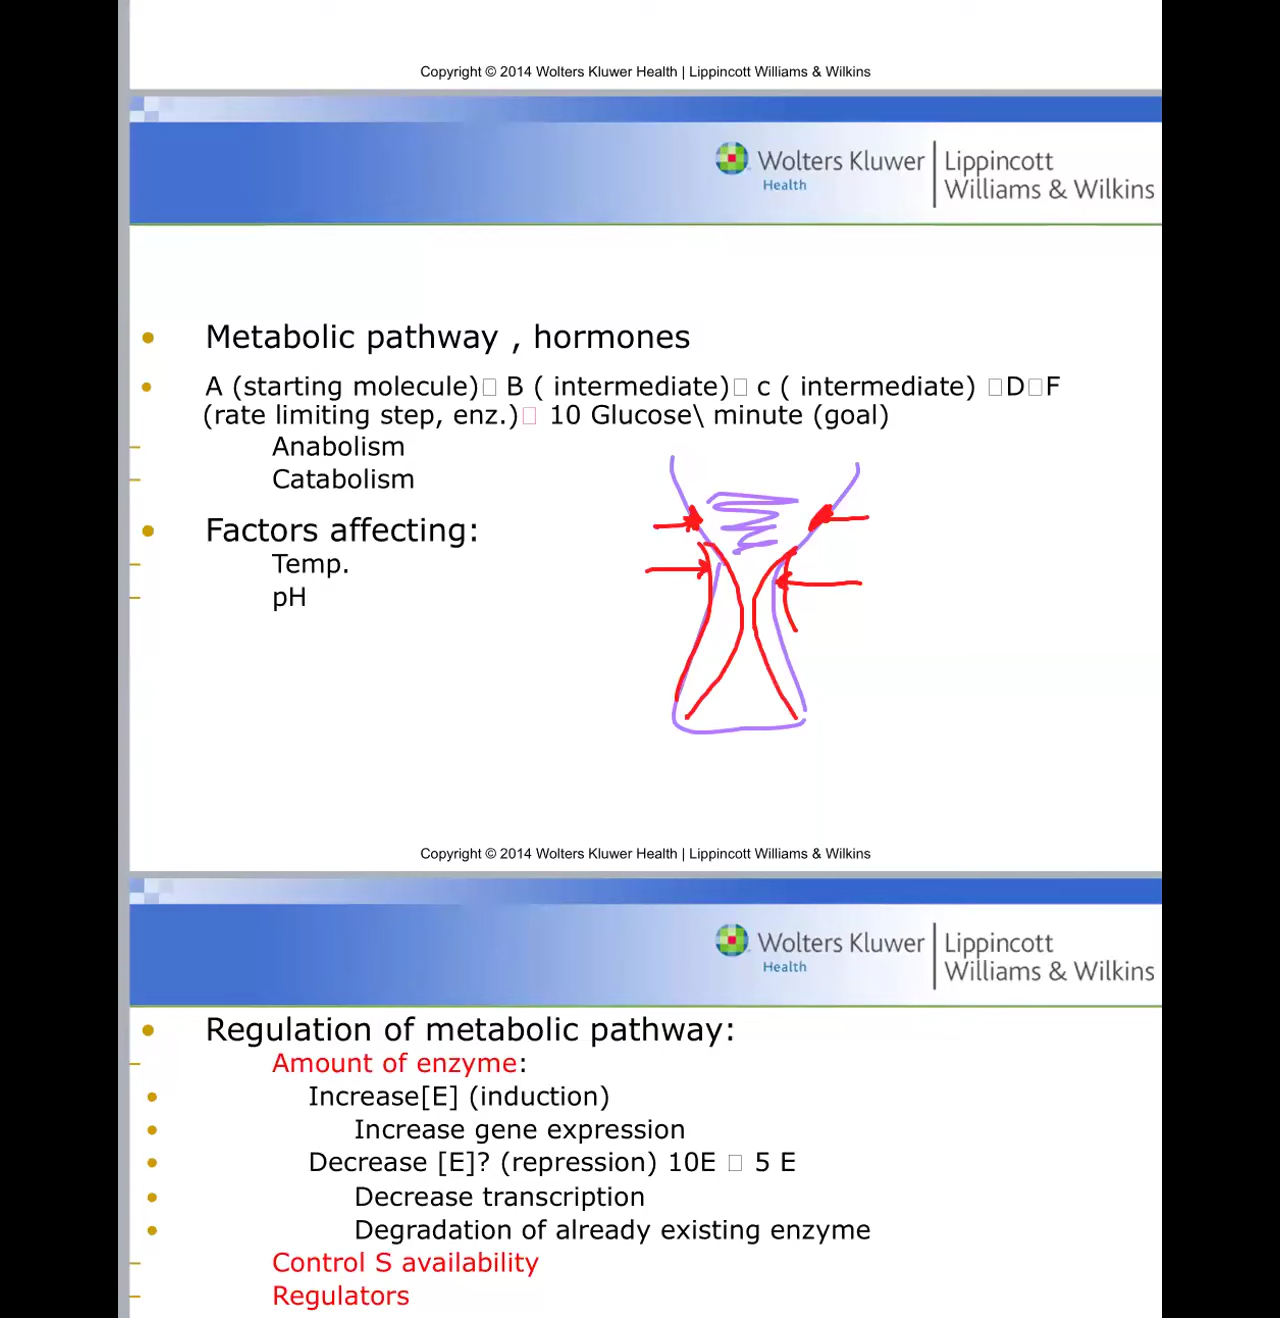 Copyright © 2014 Wolters Kluwer Health | Lippincott Williams & Wilkins
Wolters Kluwer
Health
Lippincott
Williams & Wilkins
Metabolic pathway , hormones
A (starting molecule)□ B ( intermediate)□ c ( intermediate) □D□F
(rate limiting step, enz.)□ 10 Glucose\ minute (goal)
Anabolism
Catabolism
Factors affecting:
Temp.
pH
Copyright © 2014 Wolters Kluwer Health | Lippincott Williams & Wilkins
Wolters Kluwer
Health
Lippincott
Williams & Wilkins
Regulation of metabolic pathway:
Amount of enzyme:
Increase[E] (induction)
Increase gene expression
Decrease [E]? (repression) 10E □ 5 E
Decrease transcription
Degradation of already existing enzyme
Control S availability
Regulators